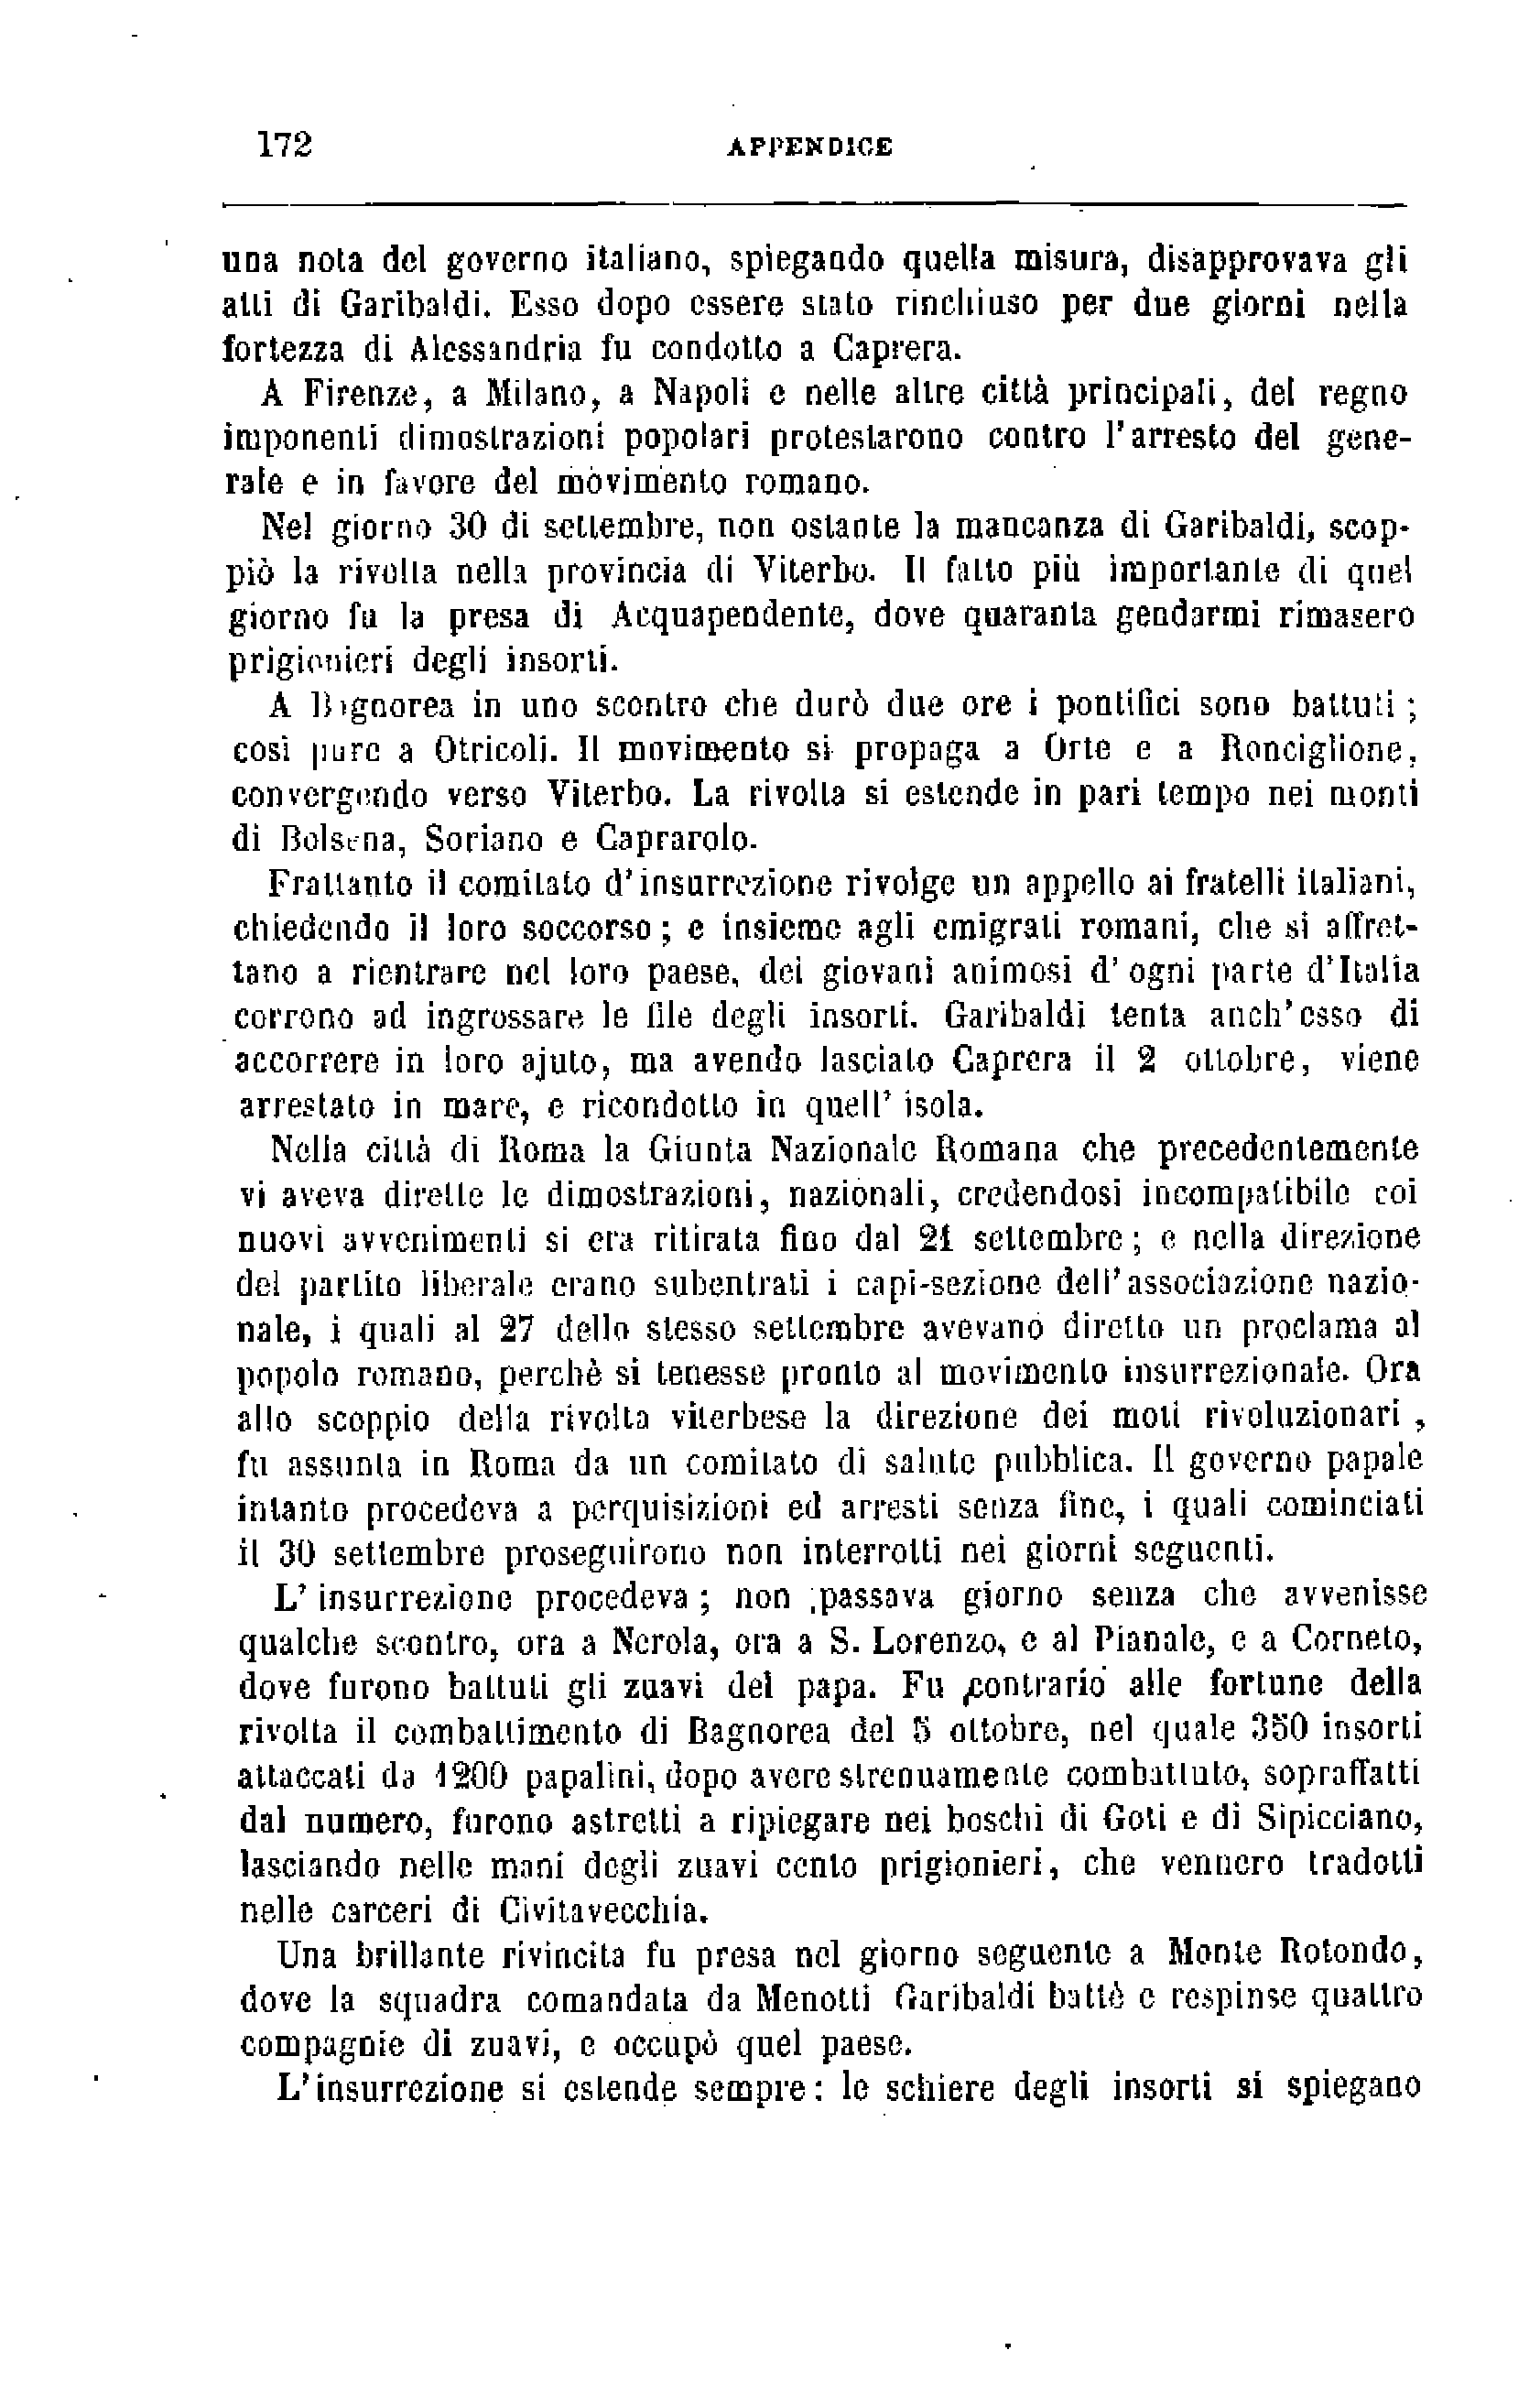 172 APPENDICE
una nota del governo italiano, spiegando quella misura, disapprovava gli
atti di Garibaldi. Esso dopo essere stato rinchiuso per due giorni nella
fortezza di Alessandria fu condotto a Caprera.
A Firenze, a Milano, a Napoli e nelle altre città principali, del regno
imponenti dimostrazioni popolari protestarono contro l'arresto del gene-
rale e in favore del movimento romano.
Nel giorno 30 di settembre, non ostante la mancanza di Garibaldi, scop-
piò la rivolta nella provincia di Viterbo. Il fatto più importante di quel
giorno fu la presa di Acquapendente, dove quaranta gendarmi rimasero
prigionieri degli insorti.
A Bagnorea in uno scontro che durò due ore i pontifici sono battuti ;
così pure a Otricoli. Il movimento si propaga a Orte e a Ronciglione,
convergendo verso Viterbo. La rivolta si estende in pari tempo nei monti
di Bolsena, Soriano e Caprarolo.
Frattanto il comitato d'insurrezione rivolge un appello ai fratelli italiani,
chiedendo il loro soccorso ; e insieme agli emigrati romani, che si affret-
tano a rientrare nel loro paese, dei giovani animosi d' ogni parte d'Italia
corrono ad ingrossare le file degli insorti. Garibaldi tenta anch'esso di
accorrere in loro ajuto, ma avendo lasciato Caprera il 2 ottobre, viene
arrestato in mare, e ricondotto in quell' isola.
Nella città di Roma la Giunta Nazionale Romana che precedentemente
vi aveva dirette le dimostrazioni, nazionali, credendosi incompatibile coi
nuovi avvenimenti si era ritirata fino dal 21 settembre ; e nella direzione
del partito liberale erano subentrati i capi-sezione dell'associazione nazio-
nale, i quali al 27 dello stesso settembre avevano diretto un proclama al
popolo romano, perchè si tenesse pronto al movimento insurrezionale. Ora
allo scoppio della rivolta viterbese la direzione dei moti rivoluzionari ,
fu assunta in Roma da un comitato di salute pubblica. Il governo papale
intanto procedeva a perquisizioni ed arresti senza fine, i quali cominciati
il 30 settembre proseguirono non interrotti nei giorni seguenti.
L' insurrezione procedeva ; non passava giorno senza che avvenisse
qualche scontro, ora a Nerola, ora a S. Lorenzo, e al Pianale, e a Corneto,
dove furono battuti gli zuavi del papa. Fu contrario alle fortune della
rivolta il combattimento di Bagnorea del 5 ottobre, nel quale 350 insorti
attaccati da 1200 papalini, dopo avere strenuamente combattuto, sopraffatti
dal numero, furono astretti a ripiegare nei boschi di Goti e di Sipicciano,
lasciando nelle mani degli zuavi cento prigionieri, che vennero tradotti
nelle carceri di Civitavecchia.
Una brillante rivincita fu presa nel giorno seguente a Monte Rotondo,
dove la squadra comandata da Menotti Garibaldi battè e respinse quattro
compagnie di zuavi, e occupò quel paese.
L'insurrezione si estende sempre : le schiere degli insorti si spiegano